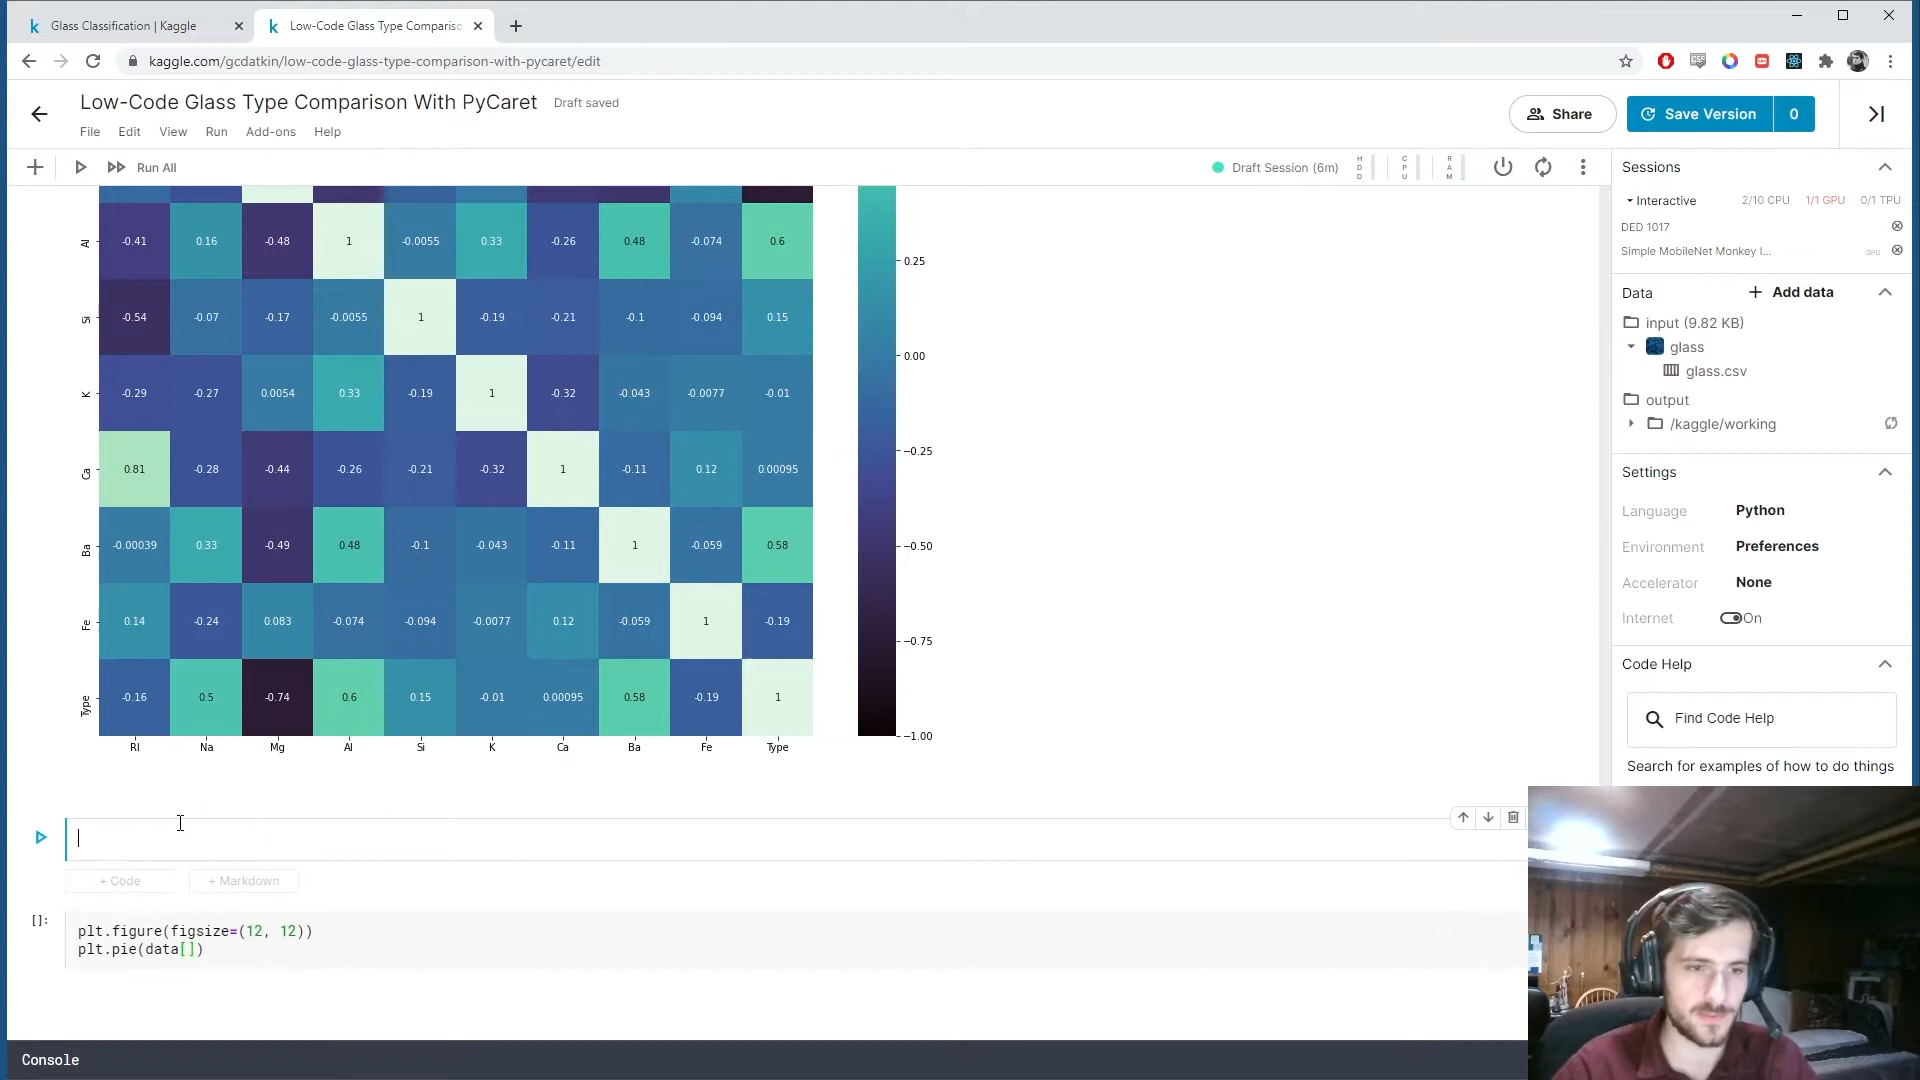 Glass Classification | Kaggle
Low-Code Glass Type Compariso
kaggle.com/gcdatkin/low-code-glass-type-comparison-with-pycaret/edit
Low-Code Glass Type Comparison With PyCaret
Draft saved
File Edit View Run Add-ons Help
Share
Save Version 0
Run All
Draft Session (6m)
HDD
CPU
RAM
Al -0.41 0.16 -0.48 1 -0.0055 0.33 -0.26 0.48 -0.074 0.6
Si -0.54 -0.07 -0.17 -0.0055 1 -0.19 -0.21 -0.1 -0.094 0.15
K -0.29 -0.27 0.0054 0.33 -0.19 1 -0.32 -0.043 -0.0077 -0.01
Ca 0.81 -0.28 -0.44 -0.26 -0.21 -0.32 1 -0.11 0.12 0.00095
Ba -0.00039 0.33 -0.49 0.48 -0.1 -0.043 -0.11 1 -0.059 0.58
Fe 0.14 -0.24 0.083 -0.074 -0.094 -0.0077 0.12 -0.059 1 -0.19
Type -0.16 0.5 -0.74 0.6 0.15 -0.01 0.00095 0.58 -0.19 1
RI Na Mg Al Si K Ca Ba Fe Type
0.25
0.00
−0.25
−0.50
−0.75
−1.00
+ Code
+ Markdown
[]:
plt.figure(figsize=(12, 12))
plt.pie(data[])
Console
Sessions
Interactive 2/10 CPU 1/1 GPU 0/1 TPU
DED 1017
Simple MobileNet Monkey I... GPU
Data
+ Add data
input (9.82 KB)
glass
glass.csv
output
/kaggle/working
Settings
Language Python
Environment Preferences
Accelerator None
Internet On
Code Help
Find Code Help
Search for examples of how to do things